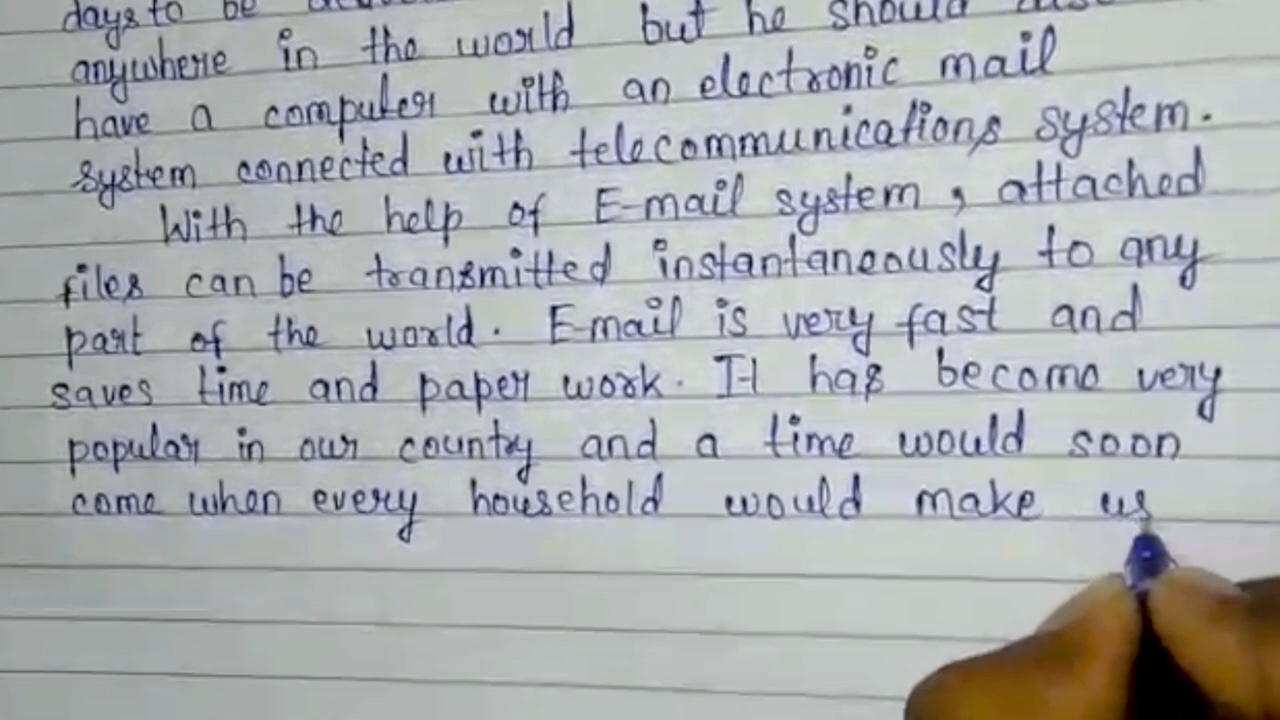 days to be
anywhere in the world but he should
have a computer with an electronic mail
system connected with telecommunications system.
With the help of E-mail system, attached
files can be transmitted instantaneously to any
part of the world. E-mail is very fast and
saves time and paper work. It has become very
popular in our country and a time would soon
come when every household would make us